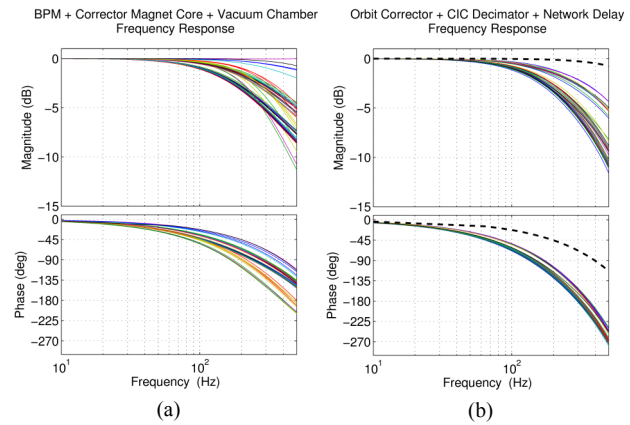 BPM + Corrector Magnet Core + Vacuum Chamber
Frequency Response
0
−5
−10
−15
Magnitude (dB)
0
−45
−90
−135
−180
−225
−270
Phase (deg)
10^1
10^2
Frequency (Hz)
(a)
Orbit Corrector + CIC Decimator + Network Delay
Frequency Response
0
−5
−10
−15
Magnitude (dB)
0
−45
−90
−135
−180
−225
−270
Phase (deg)
10^1
10^2
Frequency (Hz)
(b)